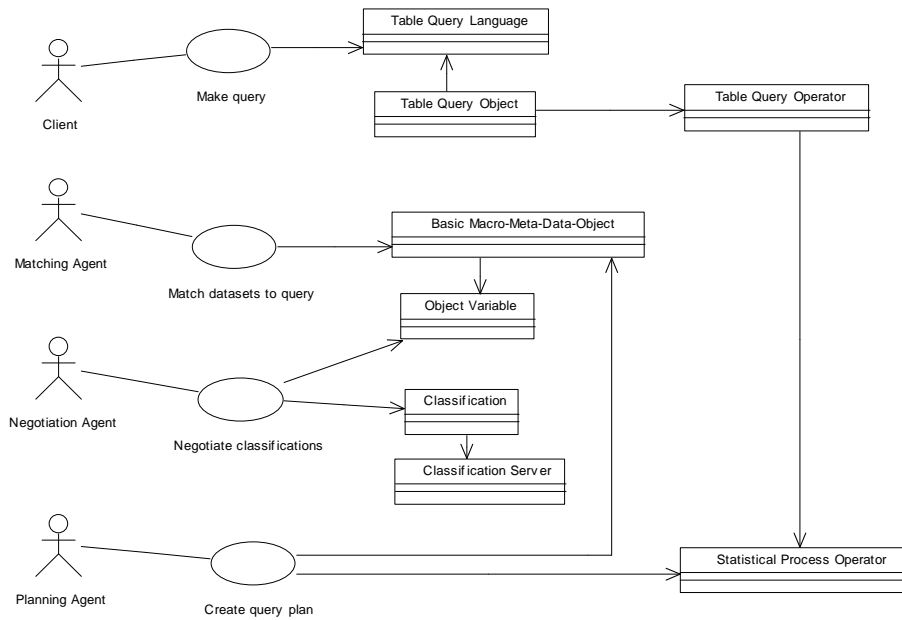 Table Query Language
Make query
Client
Table Query Object
Table Query Operator
Matching Agent
Match datasets to query
Basic Macro-Meta-Data-Object
Object Variable
Negotiation Agent
Negotiate classifications
Classification
Classification Server
Planning Agent
Create query plan
Statistical Process Operator